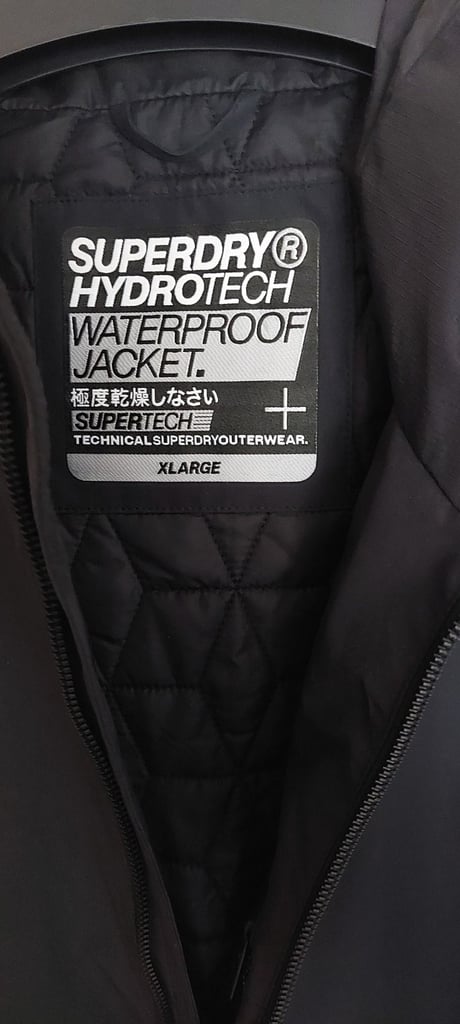 SUPERDRY®
HYDROTECH
WATERPROOF
JACKET.
極度乾燥しなさい
SUPERTECH
TECHNICALSUPERDRYOUTERWEAR.
XLARGE